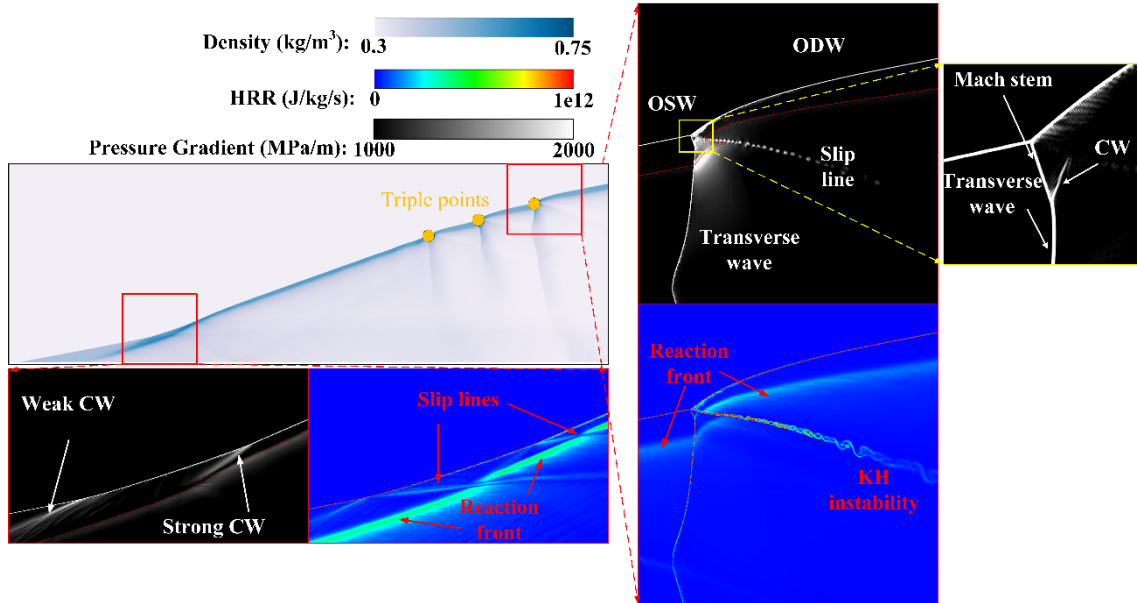 Density (kg/m³):
0.3
0.75
HRR (J/kg/s):
0
1e12
Pressure Gradient (MPa/m):
1000
2000
Triple points
Weak CW
Strong CW
Slip lines
Reaction
front
ODW
OSW
Slip
line
Transverse
wave
Mach stem
CW
Transverse
wave
Reaction
front
KH
instability